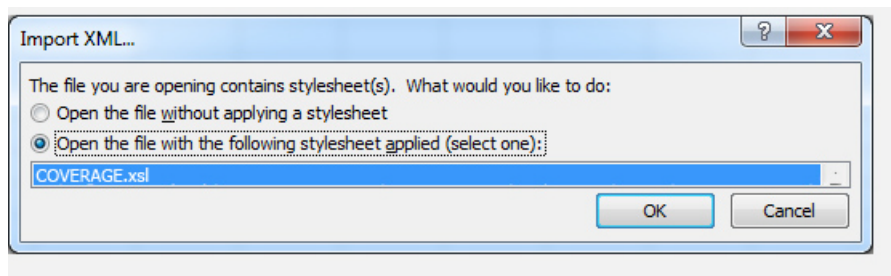 Import XML...
The file you are opening contains stylesheet(s). What would you like to do:
Open the file without applying a stylesheet
Open the file with the following stylesheet applied (select one):
COVERAGE.xsl
OK Cancel